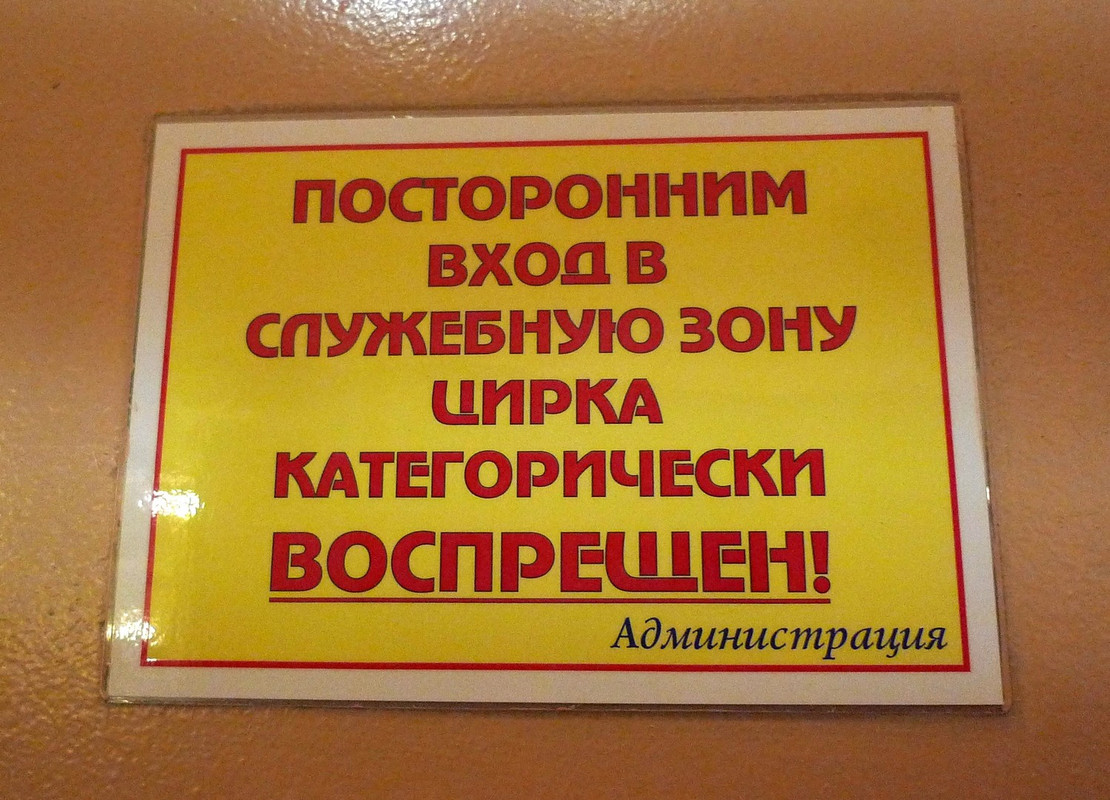 ПОСТОРОННИМ
ВХОД В
СЛУЖЕБНУЮ ЗОНУ
ЦИРКА
КАТЕГОРИЧЕСКИ
ВОСПРЕЩЕН!
Администрация